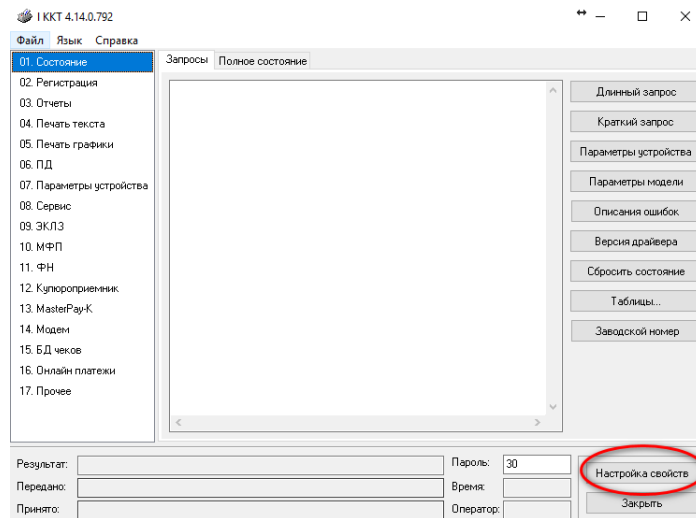 I KKT 4.14.0.792
Файл Язык Справка
01. Состояние
02. Регистрация
03. Отчеты
04. Печать текста
05. Печать графики
06. ПД
07. Параметры устройства
08. Сервис
09. ЭКЛЗ
10. МФП
11. ФН
12. Купюроприемник
13. MasterPay-K
14. Модем
15. БД чеков
16. Онлайн платежи
17. Прочее
Запросы Полное состояние
Длинный запрос
Краткий запрос
Параметры устройства
Параметры модели
Описания ошибок
Версия драйвера
Сбросить состояние
Таблицы...
Заводской номер
Результат:
Передано:
Принято:
Пароль: 30
Время:
Оператор:
Настройка свойств
Закрыть